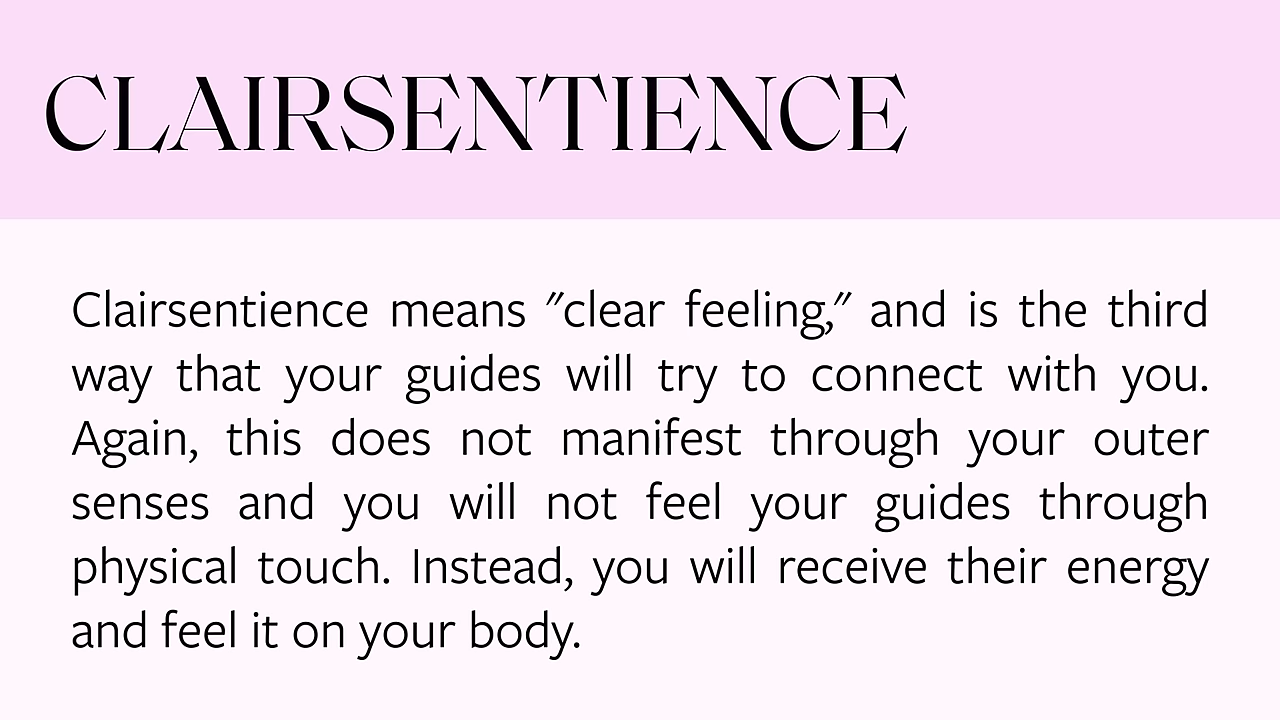 CLAIRSENTIENCE
Clairsentience means "clear feeling," and is the third
way that your guides will try to connect with you.
Again, this does not manifest through your outer
senses and you will not feel your guides through
physical touch. Instead, you will receive their energy
and feel it on your body.